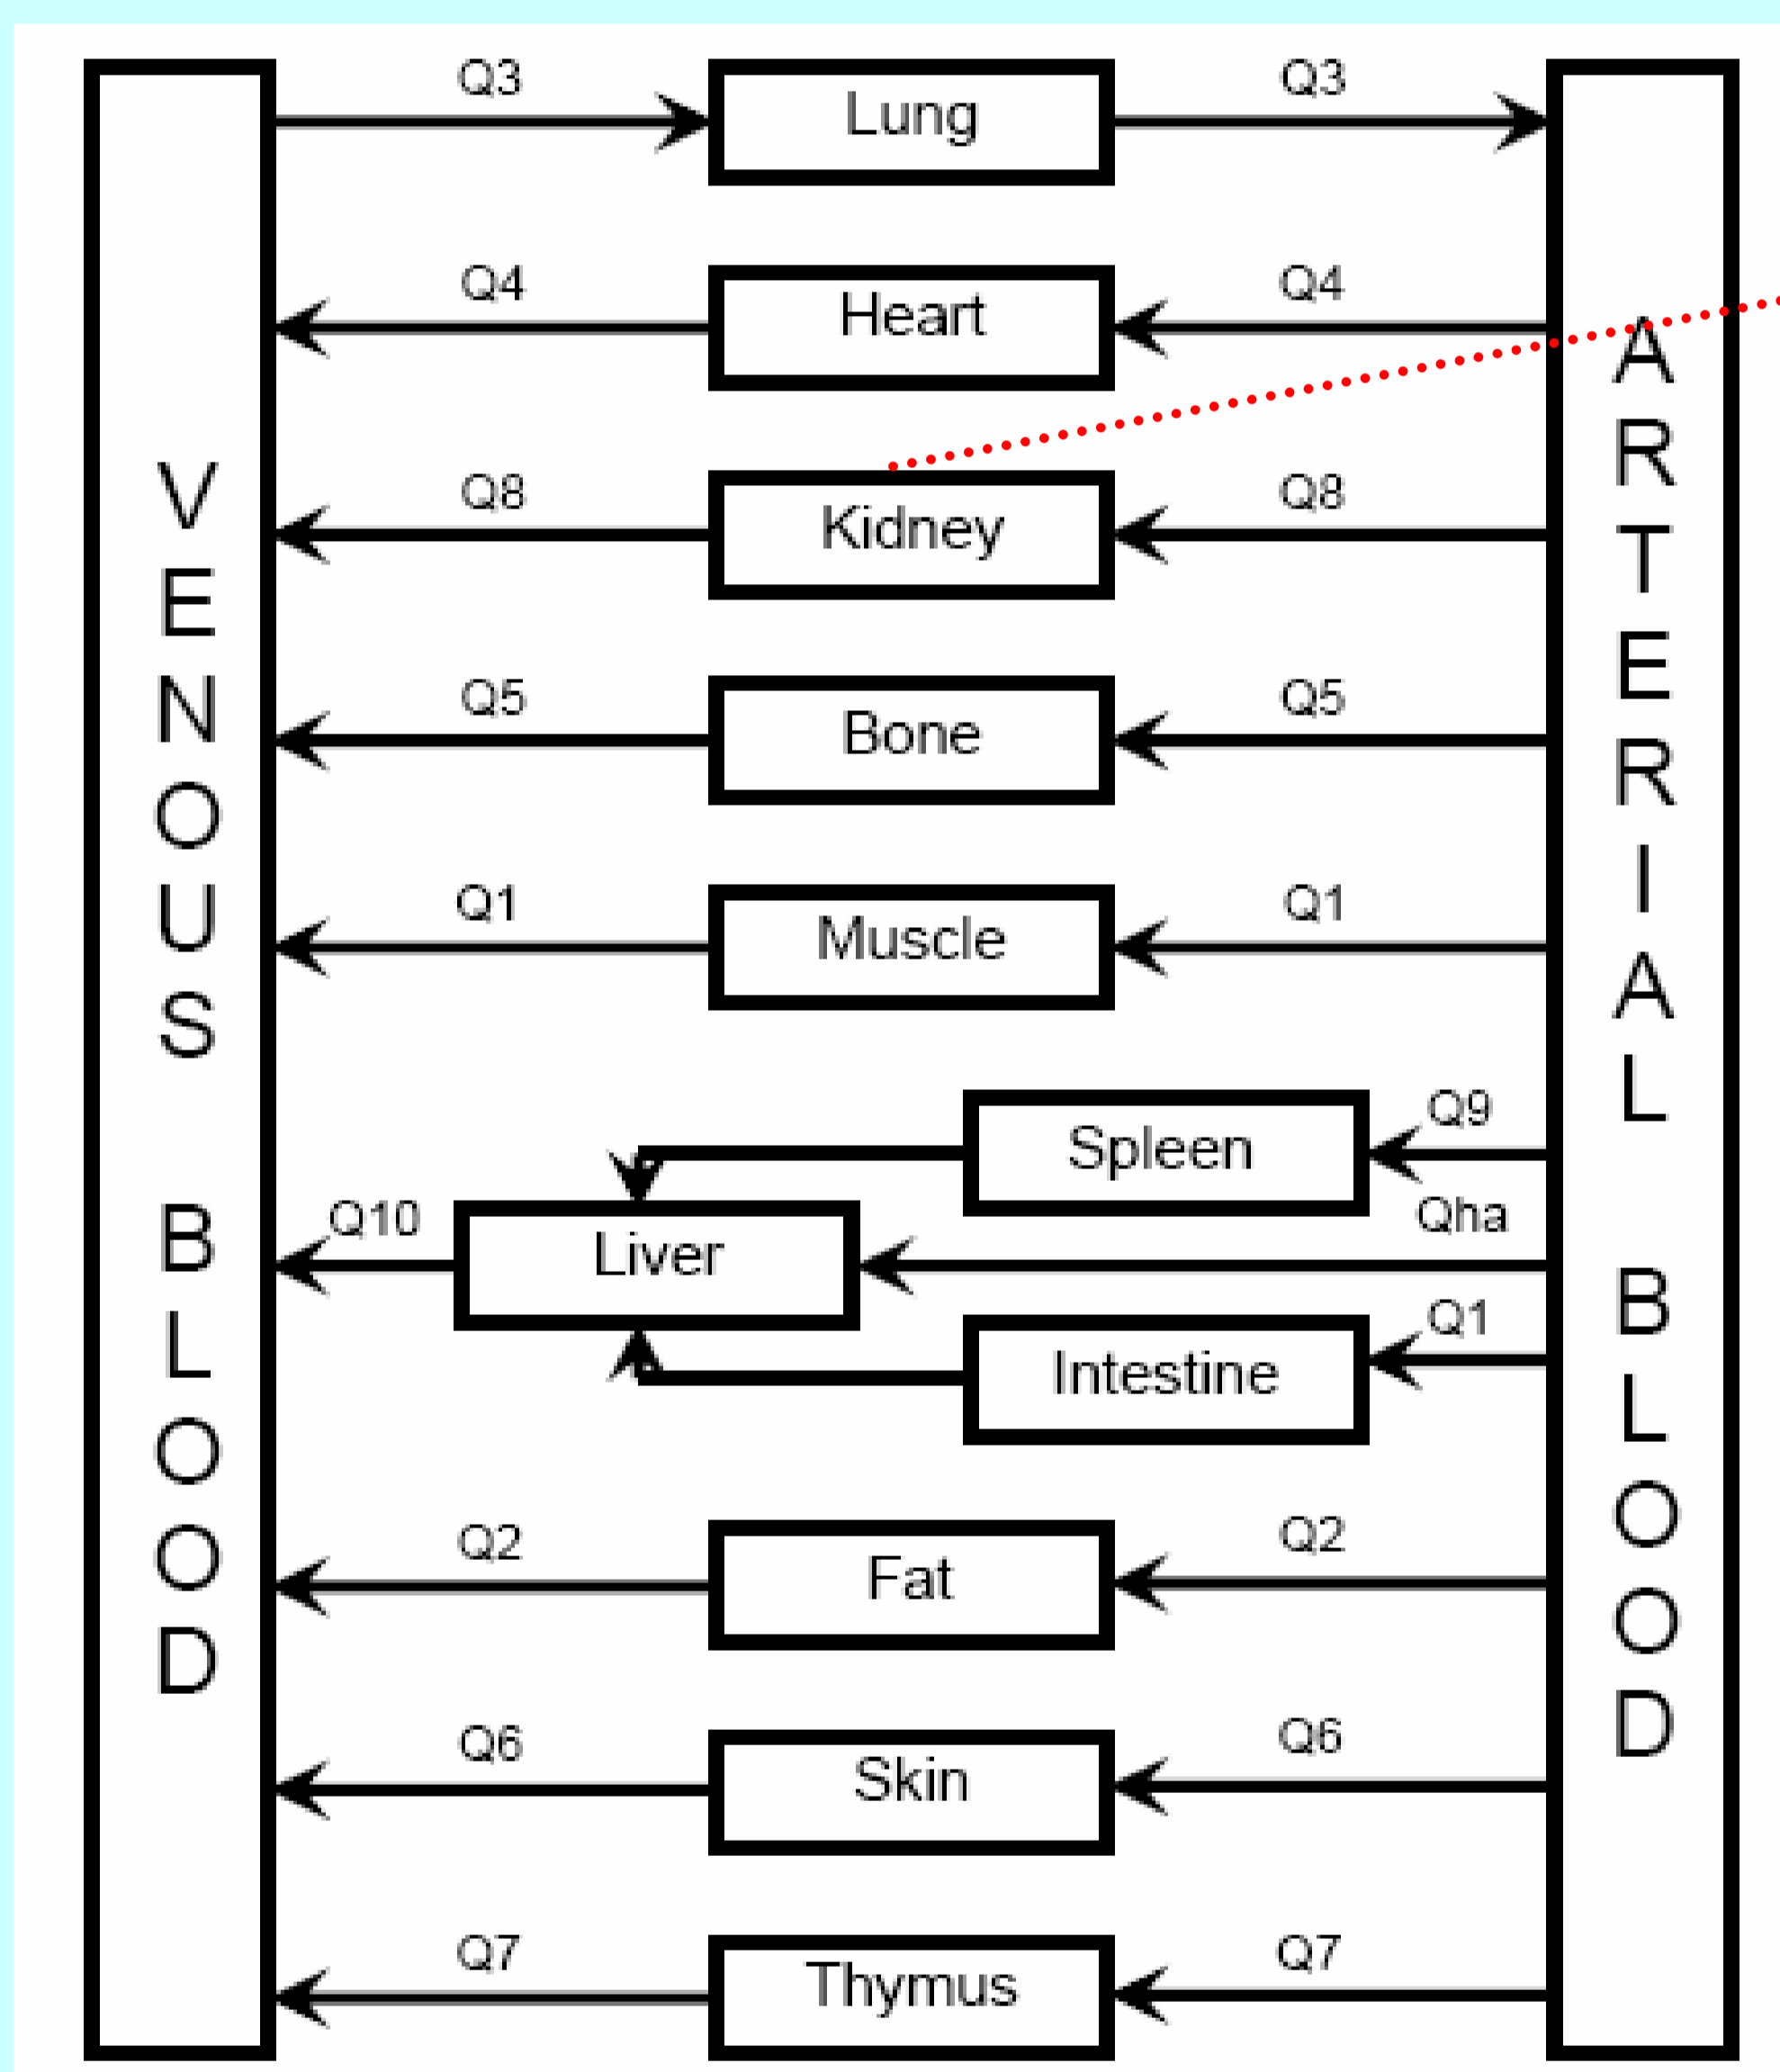 Q3 Lung Q3
Q4 Heart Q4
Q8 Kidney Q8
Q5 Bone Q5
Q1 Muscle Q1
Spleen Q9
Q10 Liver Qha
Intestine Q1
Q2 Fat Q2
Q6 Skin Q6
Q7 Thymus Q7
VENOUS BLOOD
ARTERIAL BLOOD